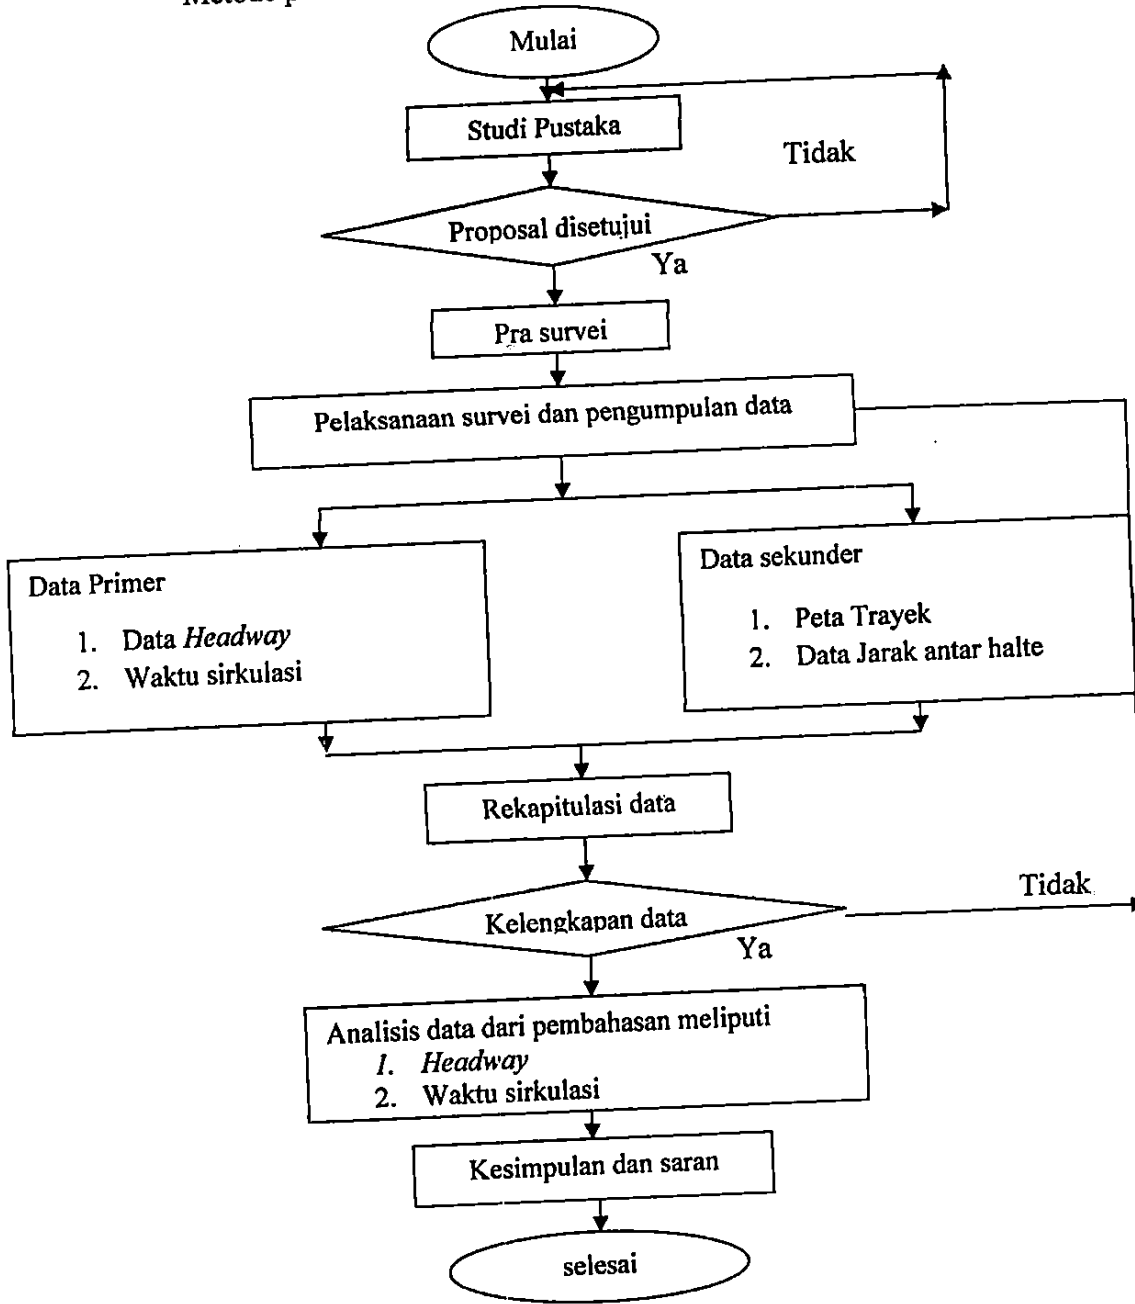 Mulai
Studi Pustaka
Tidak
Proposal disetujui
Ya
Pra survei
Pelaksanaan survei dan pengumpulan data
Data Primer
1. Data Headway
2. Waktu sirkulasi
Data sekunder
1. Peta Trayek
2. Data Jarak antar halte
Rekapitulasi data
Tidak
Kelengkapan data
Ya
Analisis data dari pembahasan meliputi
1. Headway
2. Waktu sirkulasi
Kesimpulan dan saran
selesai